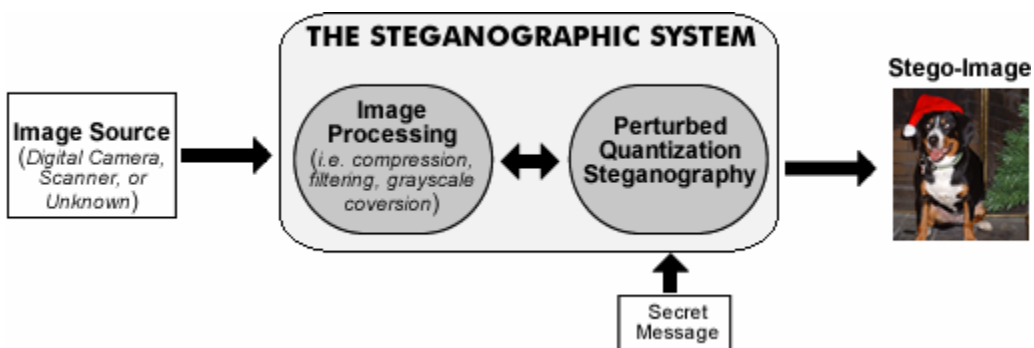 THE STEGANOGRAPHIC SYSTEM
Stego-Image
Image Source
(Digital Camera,
Scanner, or
Unknown)
Image
Processing
(i.e. compression,
filtering, grayscale
coversion)
Perturbed
Quantization
Steganography
Secret
Message